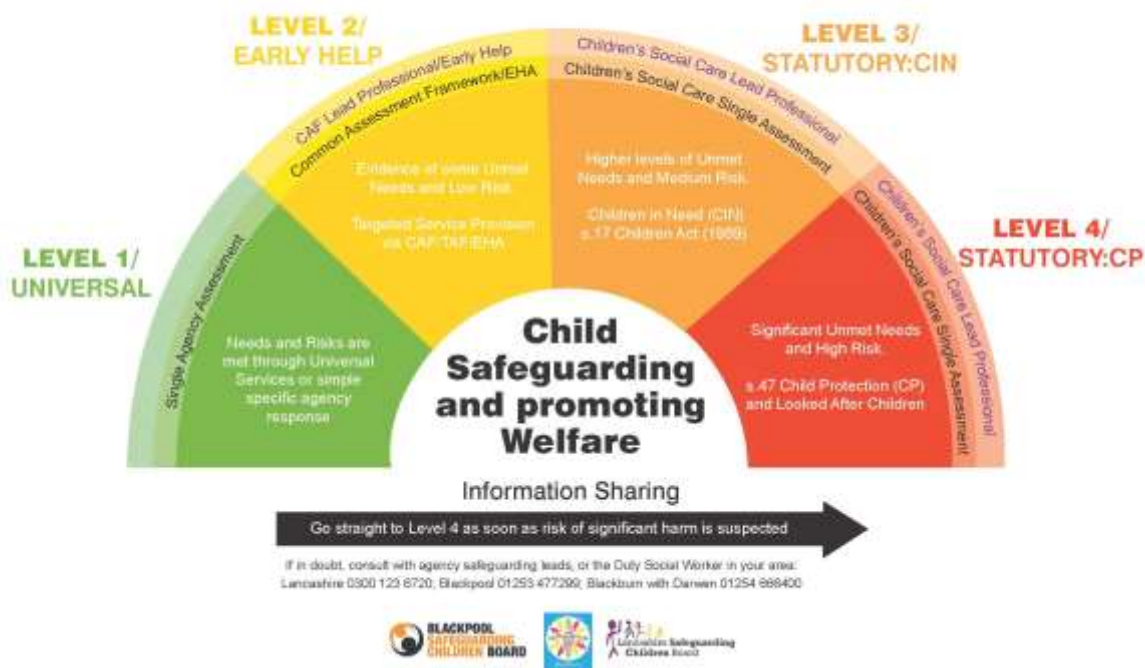 LEVEL 2/
EARLY HELP
LEVEL 3/
STATUTORY:CIN
CAF Lead Professional/Early Help
Common Assessment Framework/EHA
Children's Social Care Lead Professional
Children's Social Care Single Assessment
Evidence of some Unmet
Needs and Low Risk
Targeted Service Provision
via CAF/TAF/EHA
Higher levels of Unmet
Needs and Medium Risk
Children in Need (CIN)
s.17 Children Act (1989)
LEVEL 1/
UNIVERSAL
Single Agency Assessment
Needs and Risks are
met through Universal
Services or simple
specific agency
response
LEVEL 4/
STATUTORY:CP
Children's Social Care Lead Professional
Children's Social Care Single Assessment
Significant Unmet Needs
and High Risk
s.47 Child Protection (CP)
and Looked After Children
Child
Safeguarding
and promoting
Welfare
Information Sharing
Go straight to Level 4 as soon as risk of significant harm is suspected
If in doubt, consult with agency safeguarding leads, or the Duty Social Worker in your area:
Lancashire 0300 123 6720; Blackpool 01253 477299; Blackburn with Darwen 01254 666400
BLACKPOOL
SAFEGUARDING
CHILDREN BOARD
Lancashire Safeguarding
Children Board